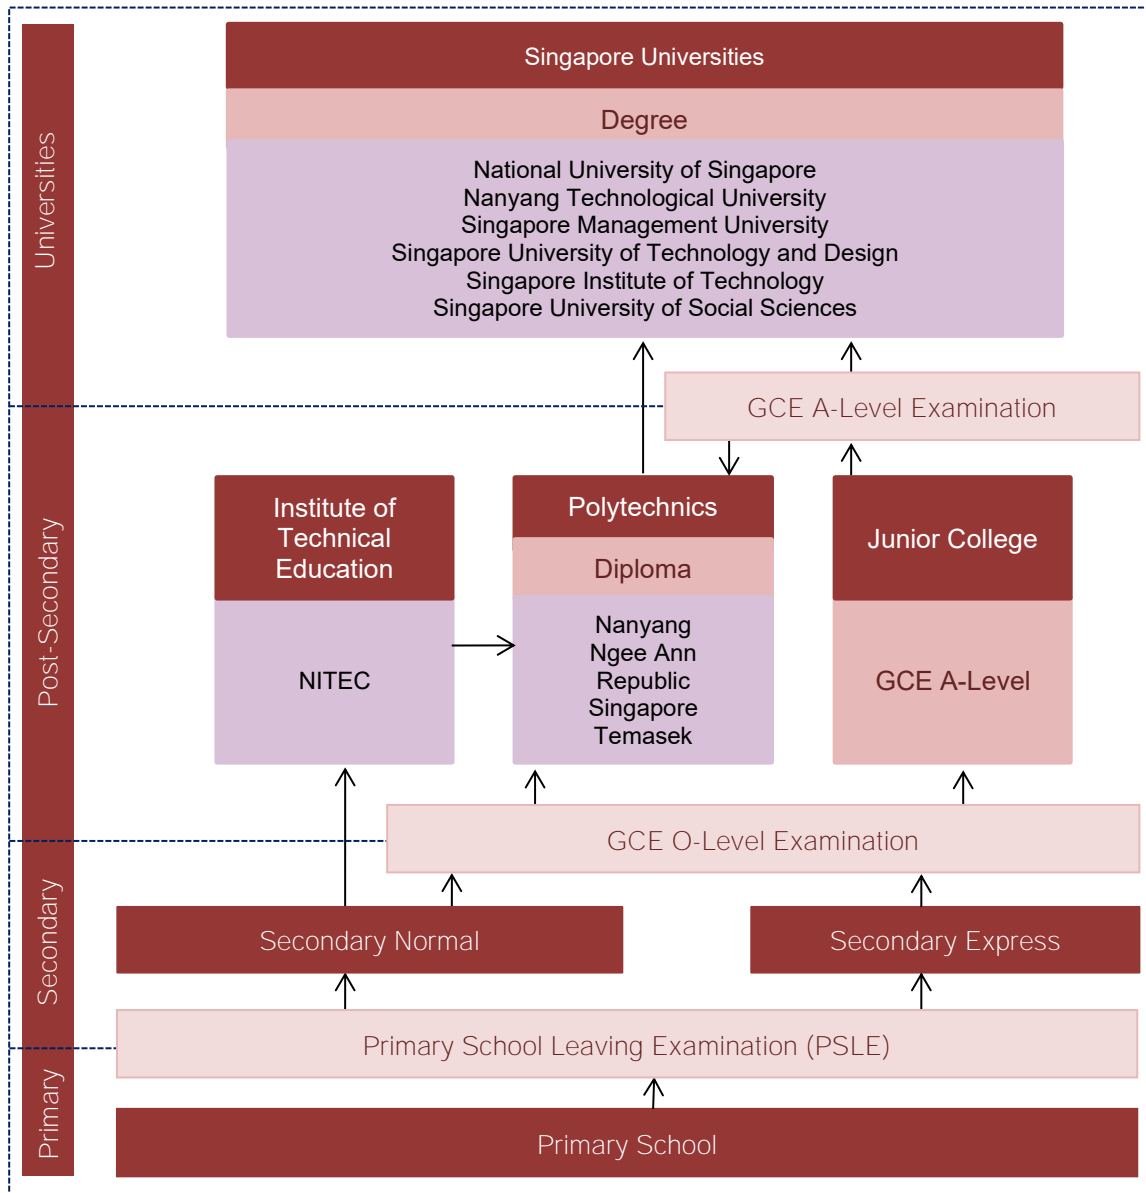 Singapore Universities
Degree
National University of Singapore
Nanyang Technological University
Singapore Management University
Singapore University of Technology and Design
Singapore Institute of Technology
Singapore University of Social Sciences
Universities
GCE A-Level Examination
Institute of
Technical
Education
NITEC
Polytechnics
Diploma
Nanyang
Ngee Ann
Republic
Singapore
Temasek
Junior College
GCE A-Level
Post-Secondary
GCE O-Level Examination
Secondary Normal
Secondary Express
Secondary
Primary School Leaving Examination (PSLE)
Primary School
Primary